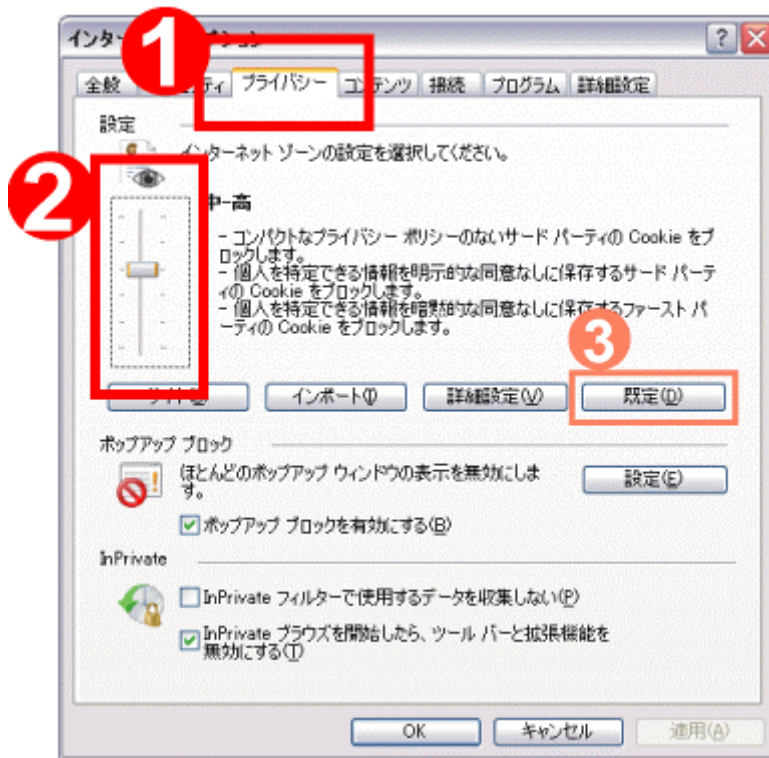 1
インター
? X
全般
ティ
プライバシー
コンテンツ
接続
プログラム
詳細設定
設定
インターネット ゾーンの設定を選択してください。
2
中-高
- コンパクトなプライバシー ポリシーのないサード パーティの Cookie をブ
ロックします。
- 個人を特定できる情報を明示的な同意なしに保存するサード パーテ
ィの Cookie をブロックします。
- 個人を特定できる情報を暗黙的な同意なしに保存するファースト パ
ーティの Cookie をブロックします。
3
インポート(I)
詳細設定(V)
既定(D)
ポップアップ ブロック
ほとんどのポップアップ ウィンドウの表示を無効にしま
す。
設定(E)
ポップアップ ブロックを有効にする(B)
InPrivate
InPrivate フィルターで使用するデータを収集しない(P)
InPrivate ブラウズを開始したら、ツール バーと拡張機能を
無効にする(T)
OK
キャンセル
適用(A)